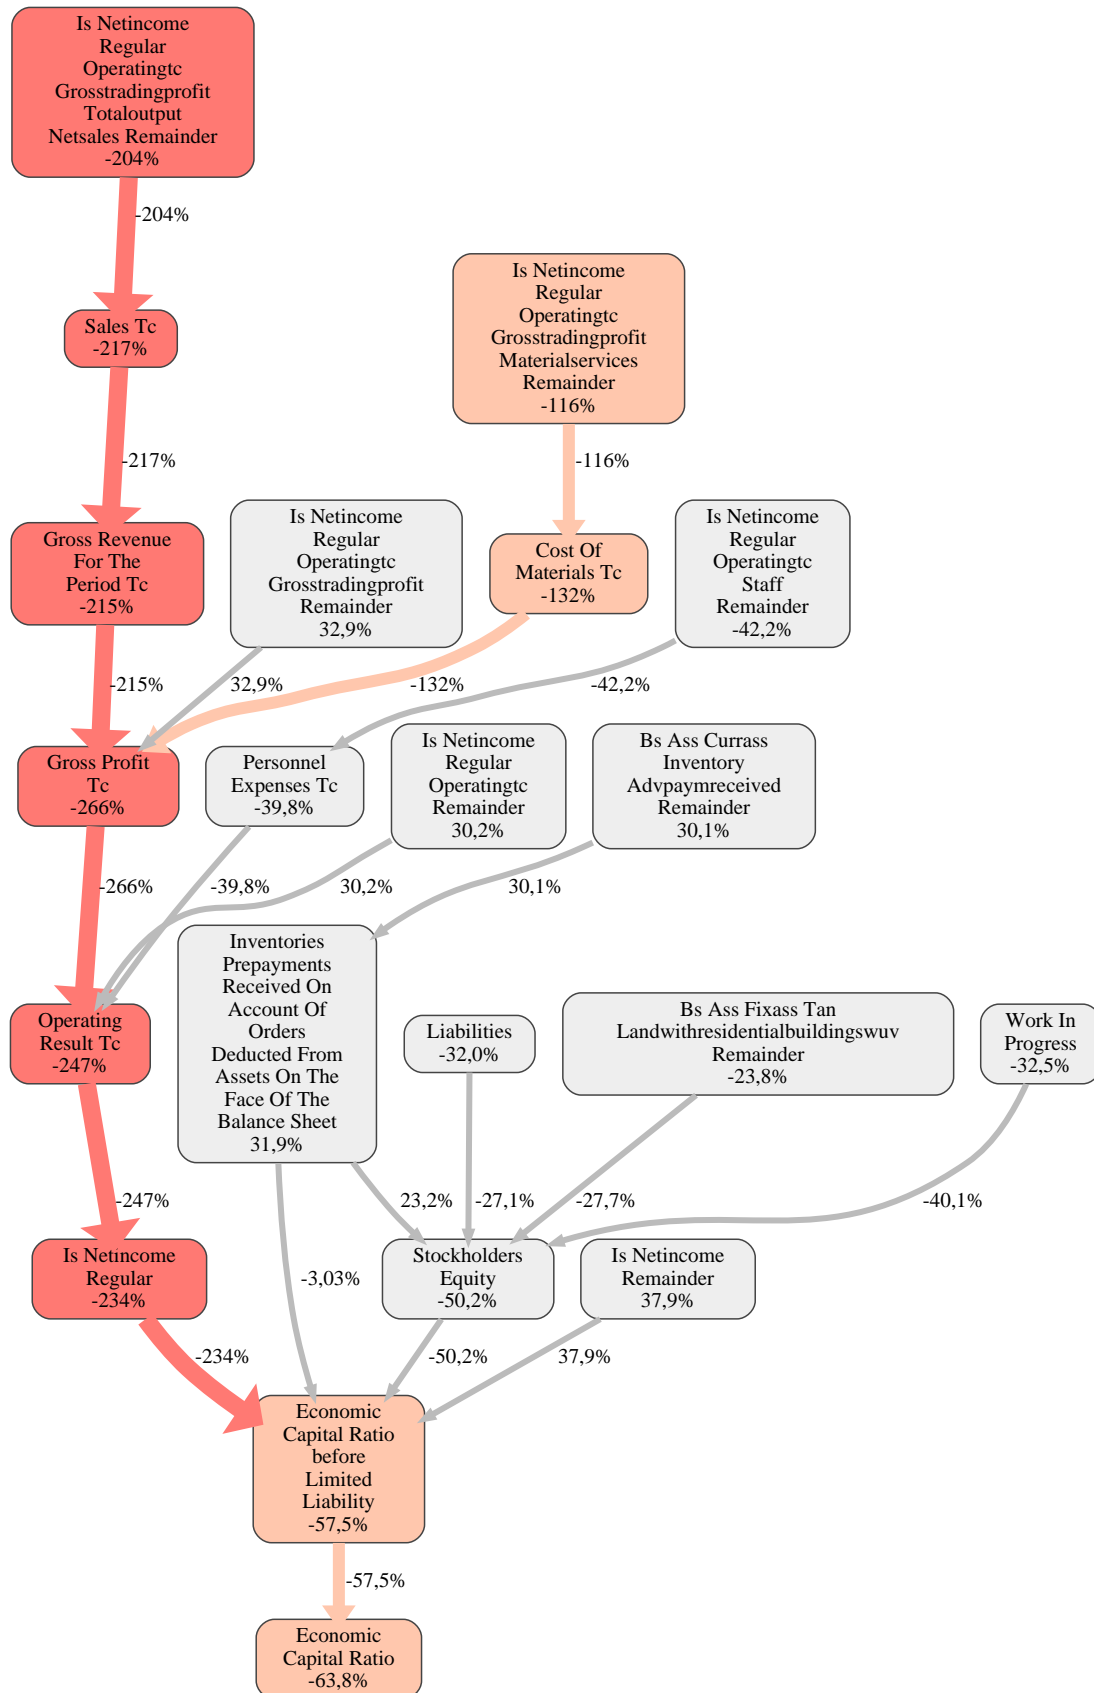 Is Netincome
Regular
Operatingtc
Grosstradingprofit
Totaloutput
Netsales Remainder
-204%
-204%
Sales Tc
-217%
Is Netincome
Regular
Operatingtc
Grosstradingprofit
Materialservices
Remainder
-116%
-217%
-116%
Gross Revenue
For The
Period Tc
-215%
Is Netincome
Regular
Operatingtc
Grosstradingprofit
Remainder
32,9%
Cost Of
Materials Tc
-132%
Is Netincome
Regular
Operatingtc
Staff
Remainder
-42,2%
-215%
32,9%
-132%
-42,2%
Gross Profit
Tc
-266%
Personnel
Expenses Tc
-39,8%
Is Netincome
Regular
Operatingtc
Remainder
30,2%
Bs Ass Currass
Inventory
Advpaymreceived
Remainder
30,1%
-266%
-39,8%
30,2%
30,1%
Operating
Result Tc
-247%
Inventories
Prepayments
Received On
Account Of
Orders
Deducted From
Assets On The
Face Of The
Balance Sheet
31,9%
Liabilities
-32,0%
Bs Ass Fixass Tan
Landwithresidentialbuildingswuv
Remainder
-23,8%
Work In
Progress
-32,5%
-247%
23,2%
-27,1%
-27,7%
-40,1%
Is Netincome
Regular
-234%
-3,03%
Stockholders
Equity
-50,2%
Is Netincome
Remainder
37,9%
-234%
-50,2%
37,9%
Economic
Capital Ratio
before
Limited
Liability
-57,5%
-57,5%
Economic
Capital Ratio
-63,8%